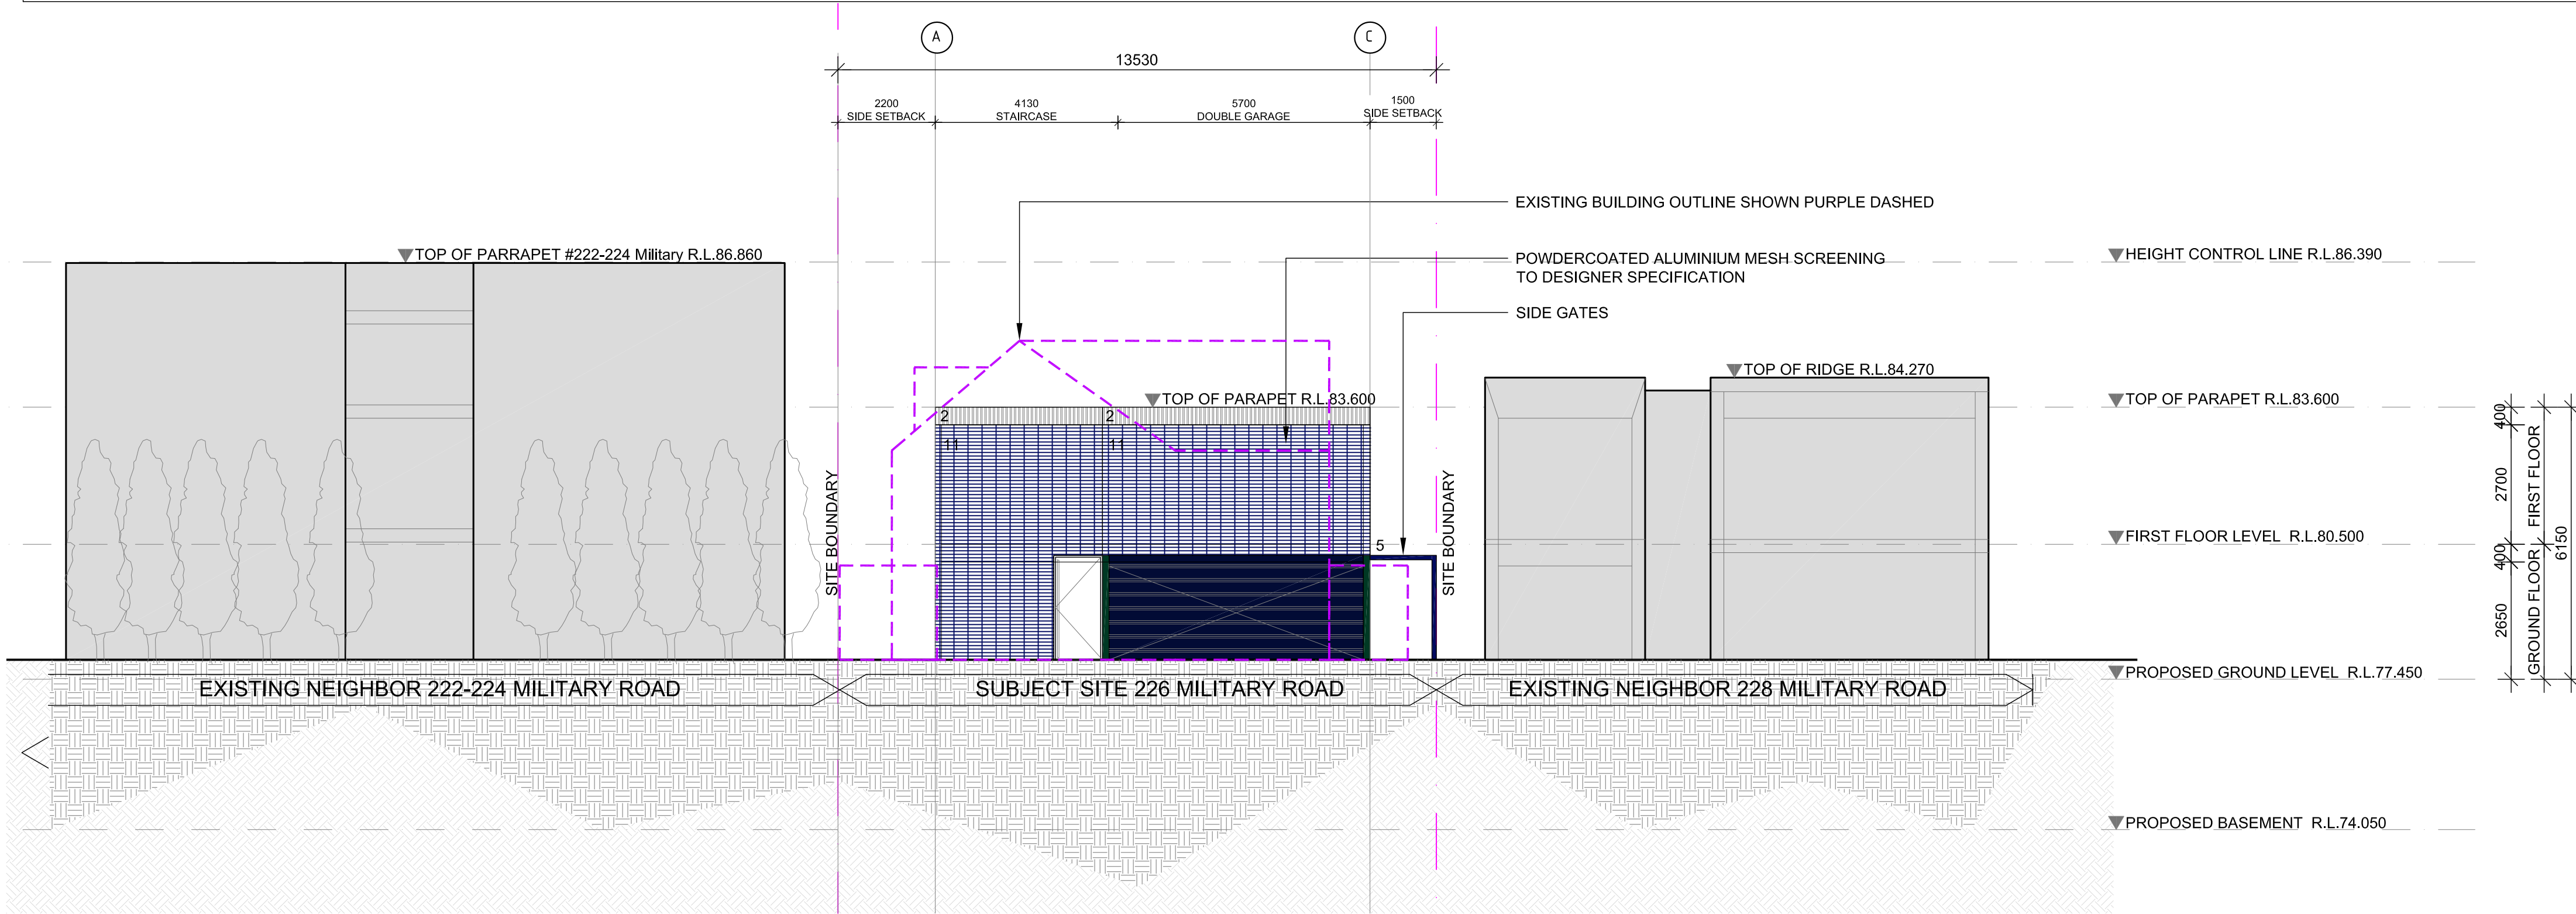 A
C
13530
2200
SIDE SETBACK
4130
STAIRCASE
5700
DOUBLE GARAGE
1500
SIDE SETBACK
EXISTING BUILDING OUTLINE SHOWN PURPLE DASHED
POWDERCOATED ALUMINIUM MESH SCREENING
TO DESIGNER SPECIFICATION
SIDE GATES
TOP OF PARRAPET #222-224 Military R.L.86.860
HEIGHT CONTROL LINE R.L.86.390
TOP OF RIDGE R.L.84.270
TOP OF PARAPET R.L.83.600
TOP OF PARAPET R.L.83.600
2
2
11
11
5
SITE BOUNDARY
SITE BOUNDARY
FIRST FLOOR LEVEL R.L.80.500
400
2700
400
2650
FIRST FLOOR
GROUND FLOOR
6150
PROPOSED GROUND LEVEL R.L.77.450
EXISTING NEIGHBOR 222-224 MILITARY ROAD
SUBJECT SITE 226 MILITARY ROAD
EXISTING NEIGHBOR 228 MILITARY ROAD
PROPOSED BASEMENT R.L.74.050